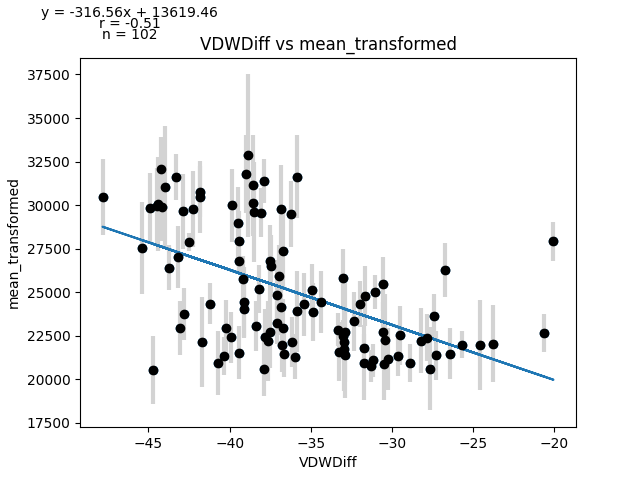 y = -316.56x + 13619.46
r = -0.51
n = 102
VDWDiff vs mean_transformed
mean_transformed
37500
35000
32500
30000
27500
25000
22500
20000
17500
−45
−40
−35
−30
−25
−20
VDWDiff